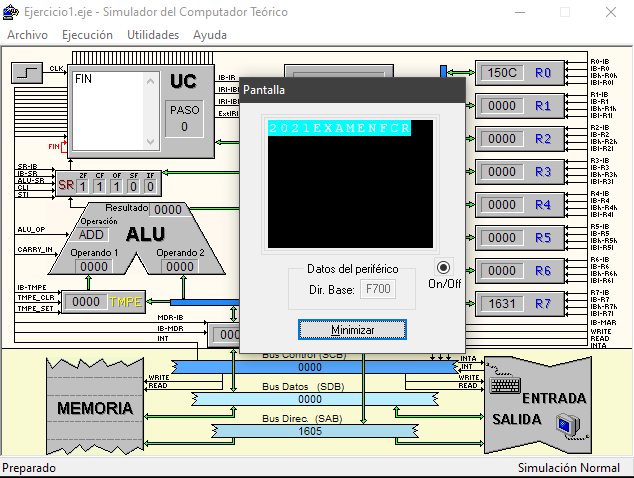 Ejercicio1.eje - Simulador del Computador Teórico
Archivo Ejecución Utilidades Ayuda
CLK
FIN
UC
PASO
0
FIN
IB-IR
IRl-IBl
IRl-IBh
ExtIRl
Pantalla
2021EXAMENFCR
Datos del periférico
Dir. Base: F700
On/Off
Minimizar
150C R0
0000 R1
0000 R2
0000 R3
0000 R4
0000 R5
0000 R6
1631 R7
R0-IB
IB-R0
IBh-R0h
IBl-R0l
R1-IB
IB-R1
IBh-R1h
IBl-R1l
R2-IB
IB-R2
IBh-R2h
IBl-R2l
R3-IB
IB-R3
IBh-R3h
IBl-R3l
R4-IB
IB-R4
IBh-R4h
IBl-R4l
R5-IB
IB-R5
IBh-R5h
IBl-R5l
R6-IB
IB-R6
IBh-R6h
IBl-R6l
R7-IB
IB-R7
IBh-R7h
IBl-R7l
IB-MAR
INTA
SR-IB
IB-SR
ALU-SR
CLI
STI
ZF CF OF SF IF
SR 1 1 1 0 0
Resultado 0000
ALU_OP
Operación
ADD
ALU
CARRY_IN
Operando 1
0000
Operando 2
0000
IB-TMPE
TMPE_CLR
TMPE_SET
0000 TMPE
MDR-IB
IB-MDR
INT
Bus Control (SCB)
0000
Bus Datos (SDB)
0000
Bus Direc. (SAB)
1605
WRITE
READ
WRITE
READ
INTA
INT
WRITE
READ
MEMORIA
ENTRADA
SALIDA
Preparado
Simulación Normal